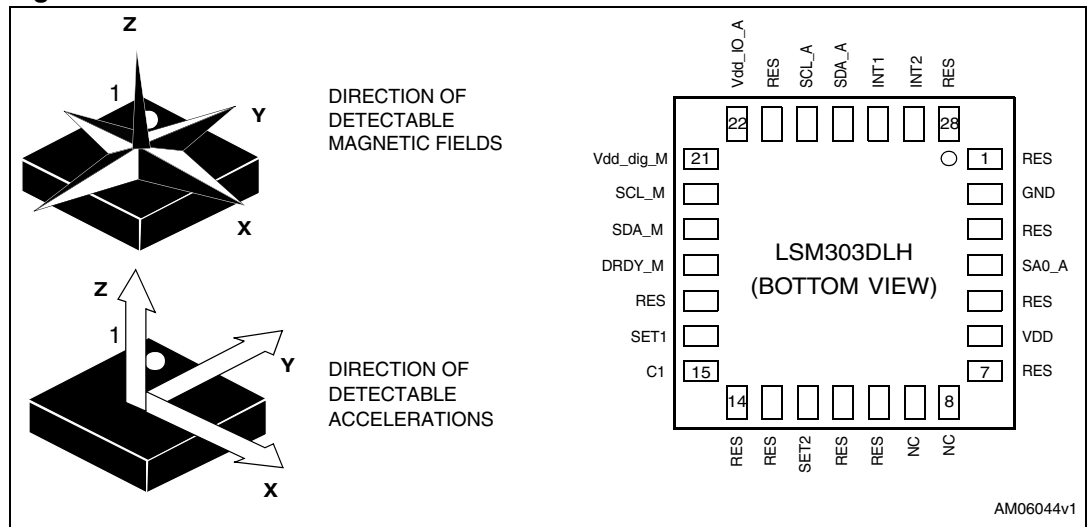 Z
1
Y
X
DIRECTION OF
DETECTABLE
MAGNETIC FIELDS
Z
1
Y
X
DIRECTION OF
DETECTABLE
ACCELERATIONS
Vdd_IO_A
RES
SCL_A
SDA_A
INT1
INT2
RES
22
28
Vdd_dig_M
21
1
RES
SCL_M
GND
SDA_M
RES
DRDY_M
SA0_A
RES
RES
SET1
VDD
C1
15
7
RES
LSM303DLH
(BOTTOM VIEW)
14
8
RES
RES
SET2
RES
RES
NC
NC
AM06044v1